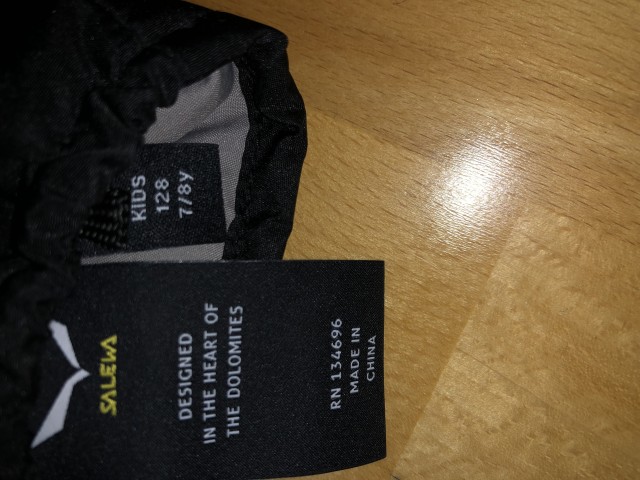 KIDS
128
7/8Y
SALEWA
DESIGNED
IN THE HEART OF
THE DOLOMITES
RN 134696
MADE IN
CHINA